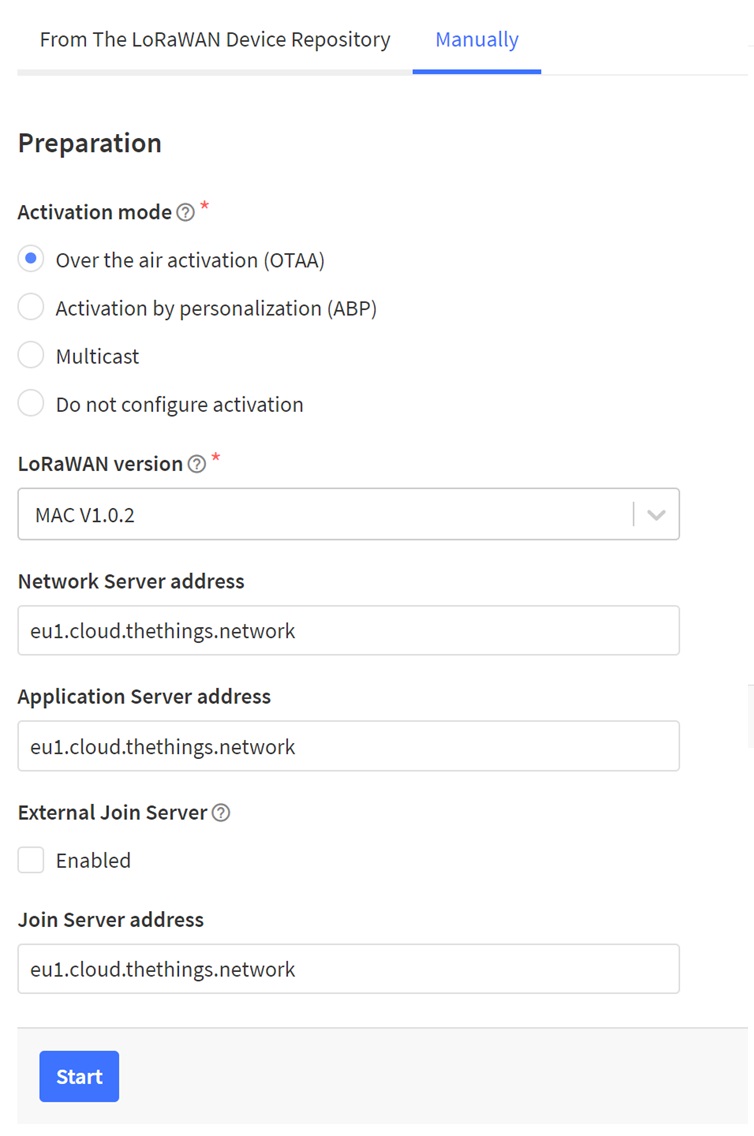 From The LoRaWAN Device Repository Manually
Preparation
Activation mode ? *
Over the air activation (OTAA)
Activation by personalization (ABP)
Multicast
Do not configure activation
LoRaWAN version ? *
MAC V1.0.2
Network Server address
eu1.cloud.thethings.network
Application Server address
eu1.cloud.thethings.network
External Join Server ?
Enabled
Join Server address
eu1.cloud.thethings.network
Start